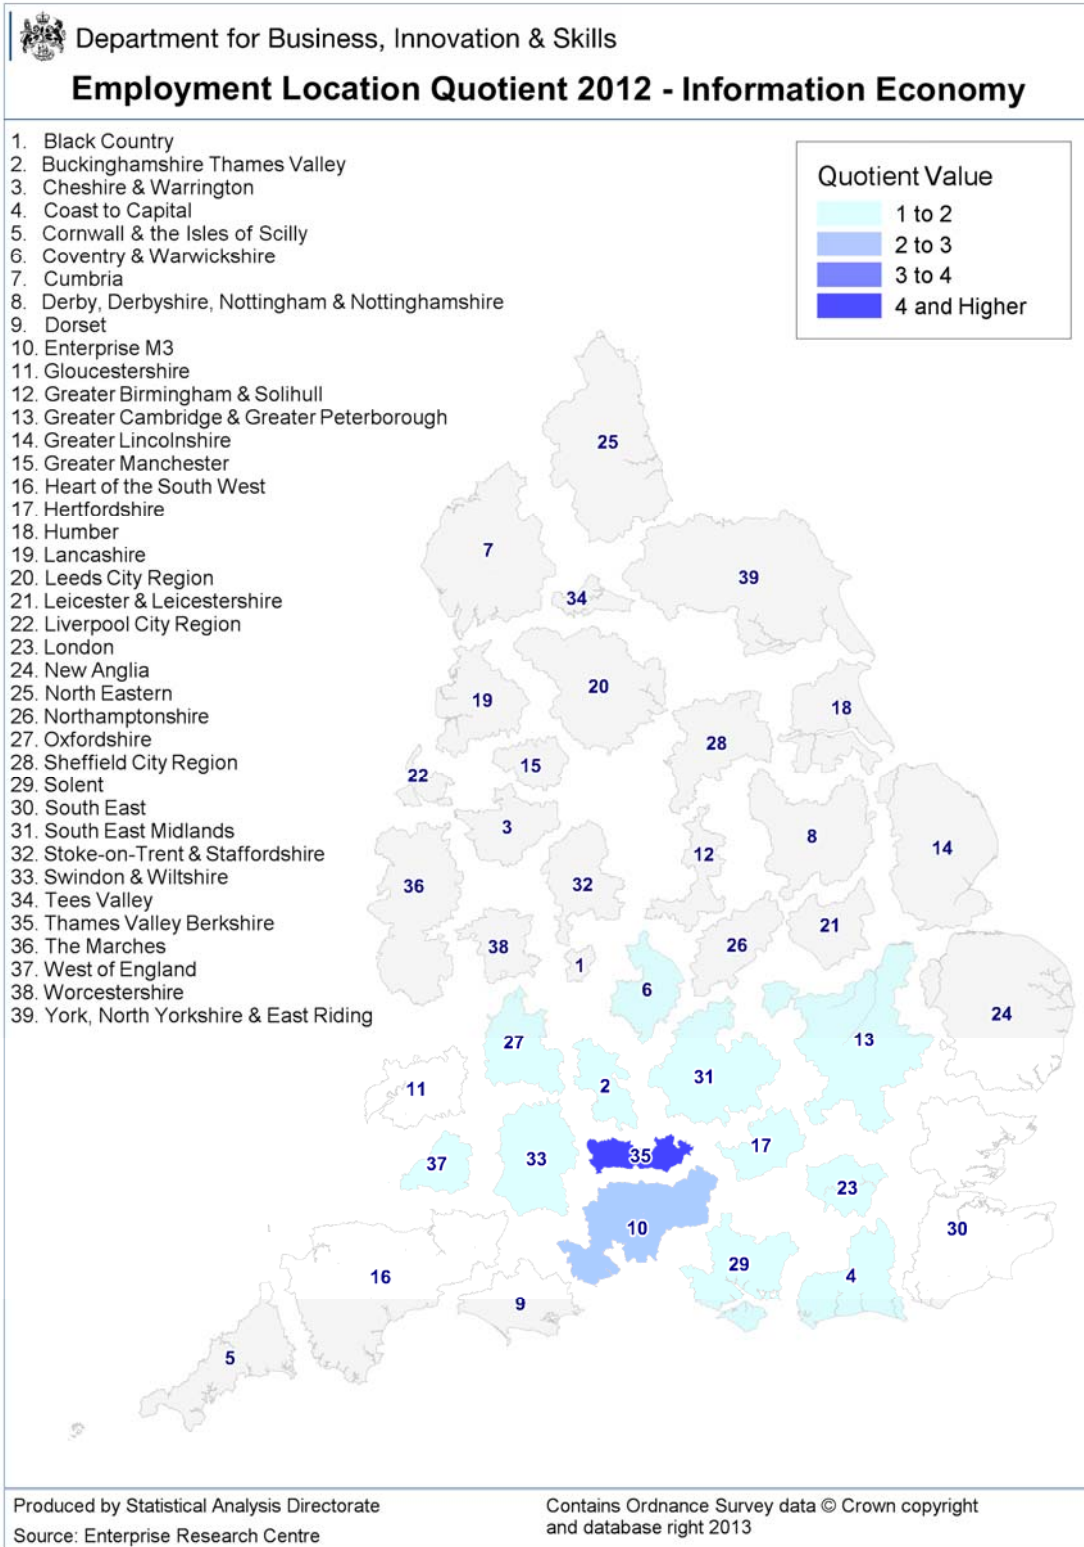 Department for Business, Innovation & Skills
Employment Location Quotient 2012 - Information Economy
1. Black Country
2. Buckinghamshire Thames Valley
3. Cheshire & Warrington
4. Coast to Capital
5. Cornwall & the Isles of Scilly
6. Coventry & Warwickshire
7. Cumbria
8. Derby, Derbyshire, Nottingham & Nottinghamshire
9. Dorset
10. Enterprise M3
11. Gloucestershire
12. Greater Birmingham & Solihull
13. Greater Cambridge & Greater Peterborough
14. Greater Lincolnshire
15. Greater Manchester
16. Heart of the South West
17. Hertfordshire
18. Humber
19. Lancashire
20. Leeds City Region
21. Leicester & Leicestershire
22. Liverpool City Region
23. London
24. New Anglia
25. North Eastern
26. Northamptonshire
27. Oxfordshire
28. Sheffield City Region
29. Solent
30. South East
31. South East Midlands
32. Stoke-on-Trent & Staffordshire
33. Swindon & Wiltshire
34. Tees Valley
35. Thames Valley Berkshire
36. The Marches
37. West of England
38. Worcestershire
39. York, North Yorkshire & East Riding
Quotient Value
1 to 2
2 to 3
3 to 4
4 and Higher
25
7
39
34
20
19
18
28
15
22
3
8
12
14
32
36
21
26
38
1
6
24
13
27
31
2
11
17
37
33
35
23
10
30
29
4
16
9
5
Produced by Statistical Analysis Directorate
Source: Enterprise Research Centre
Contains Ordnance Survey data © Crown copyright
and database right 2013